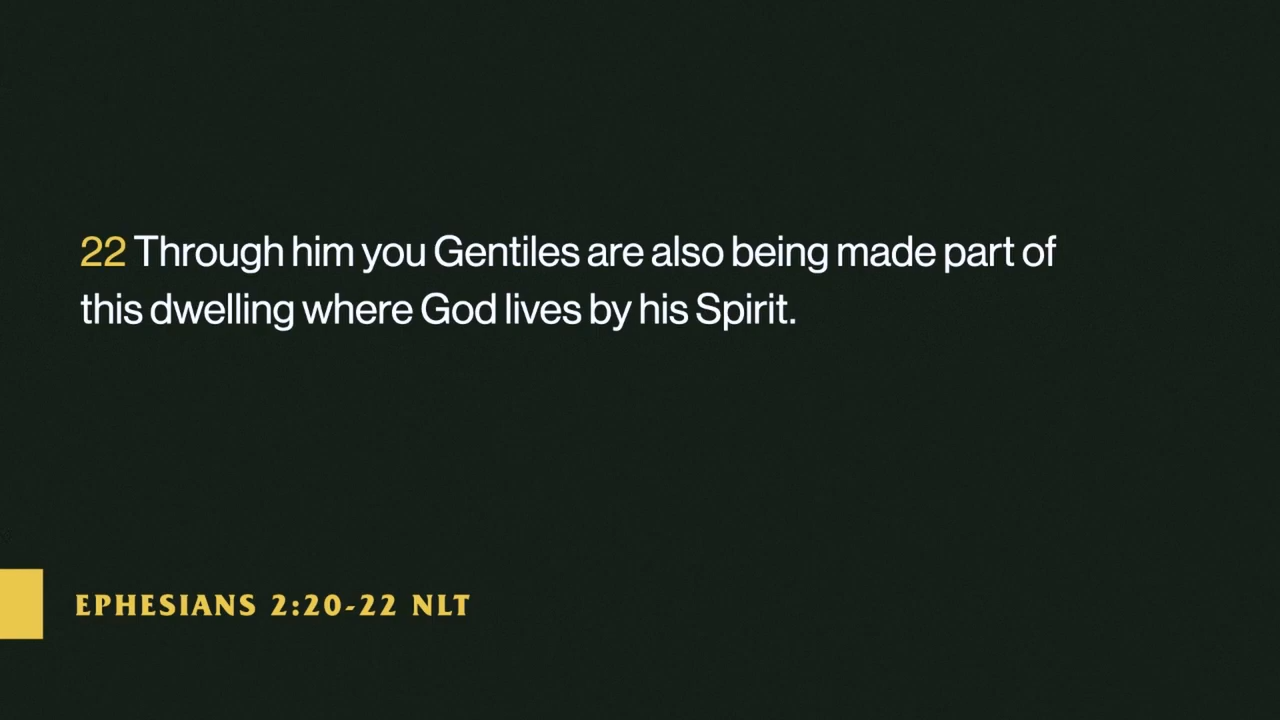 22 Through him you Gentiles are also being made part of
this dwelling where God lives by his Spirit.
EPHESIANS 2:20-22 NLT